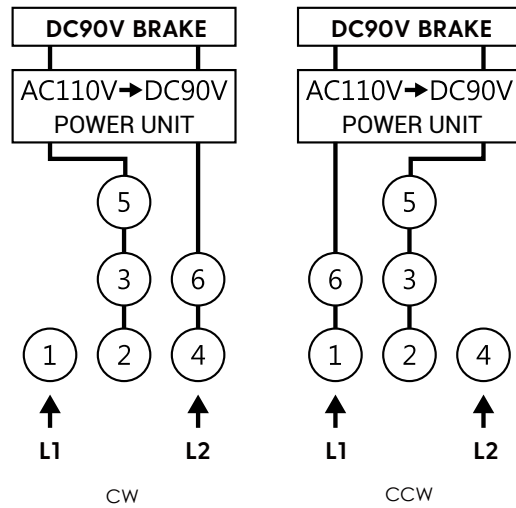 DC90V BRAKE
AC110V→DC90V
POWER UNIT
5
3 6
1 2 4
L1 L2
CW
DC90V BRAKE
AC110V→DC90V
POWER UNIT
5
6 3
1 2 4
L1 L2
CCW